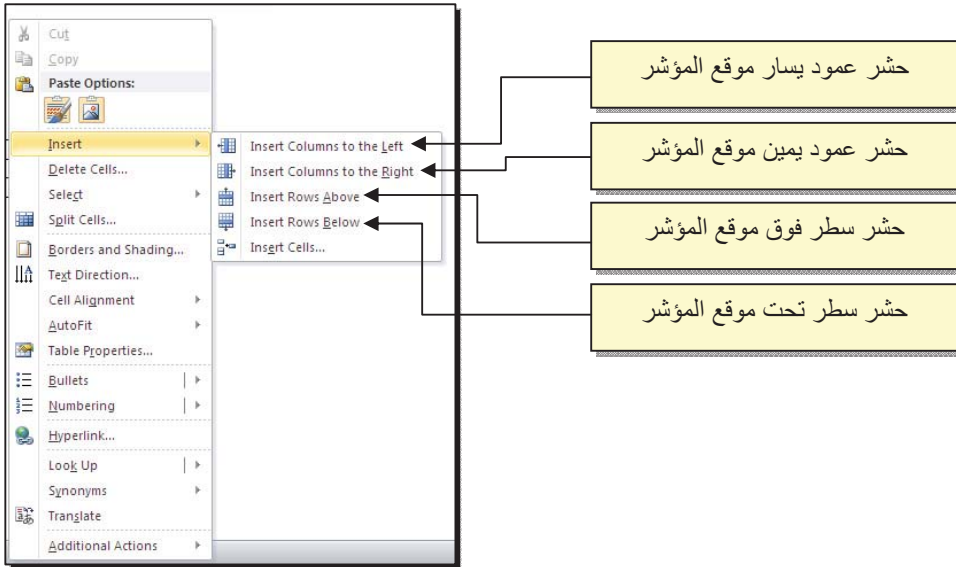 Cut
Copy
Paste Options:
Insert
Delete Cells...
Select
Split Cells...
Borders and Shading...
Text Direction...
Cell Alignment
AutoFit
Table Properties...
Bullets
Numbering
Hyperlink...
Look Up
Synonyms
Translate
Additional Actions
Insert Columns to the Left
Insert Columns to the Right
Insert Rows Above
Insert Rows Below
Insert Cells...
حشر عمود يسار موقع المؤشر
حشر عمود يمين موقع المؤشر
حشر سطر فوق موقع المؤشر
حشر سطر تحت موقع المؤشر